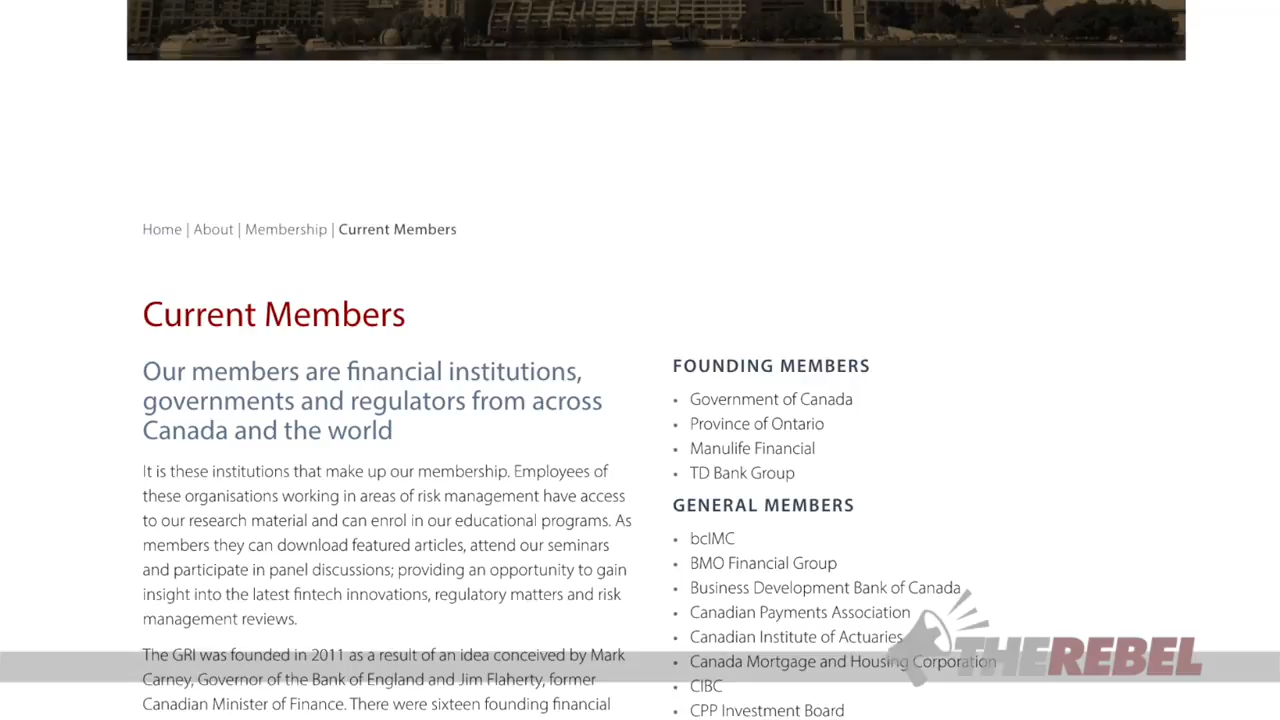 Home | About | Membership | Current Members
Current Members
Our members are financial institutions,
governments and regulators from across
Canada and the world
It is these institutions that make up our membership. Employees of
these organisations working in areas of risk management have access
to our research material and can enrol in our educational programs. As
members they can download featured articles, attend our seminars
and participate in panel discussions; providing an opportunity to gain
insight into the latest fintech innovations, regulatory matters and risk
management reviews.
The GRI was founded in 2011 as a result of an idea conceived by Mark
Carney, Governor of the Bank of England and Jim Flaherty, former
Canadian Minister of Finance. There were sixteen founding financial
FOUNDING MEMBERS
• Government of Canada
• Province of Ontario
• Manulife Financial
• TD Bank Group
GENERAL MEMBERS
• bcIMC
• BMO Financial Group
• Business Development Bank of Canada
• Canadian Payments Association
• Canadian Institute of Actuaries
• Canada Mortgage and Housing Corporation
• CIBC
• CPP Investment Board
THEREBEL